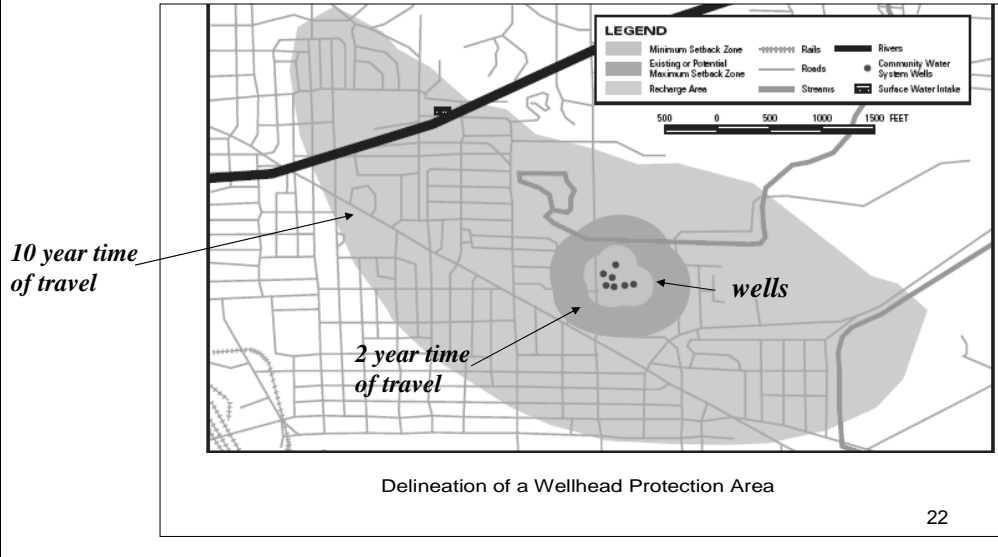 LEGEND
Minimum Setback Zone
Existing or Potential
Maximum Setback Zone
Recharge Area
Rails
Roads
Streams
Rivers
Community Water
System Wells
Surface Water Intake
500 0 500 1000 1500 FEET
10 year time
of travel
wells
2 year time
of travel
Delineation of a Wellhead Protection Area
22